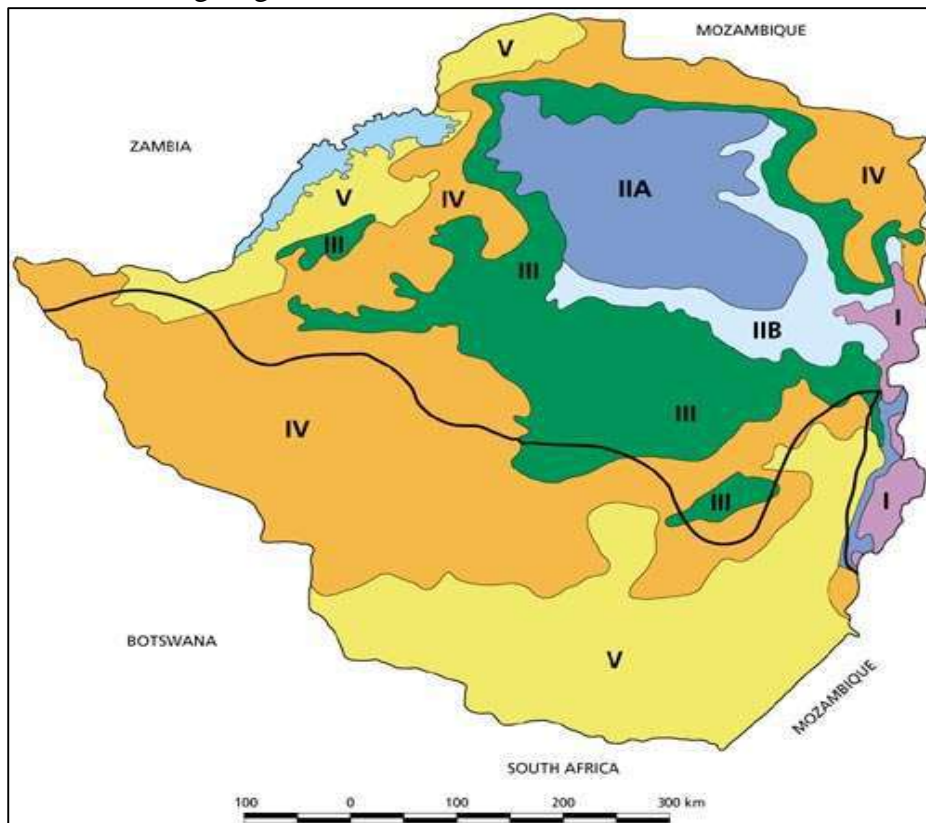 MOZAMBIQUE
V
ZAMBIA
IIA
IV
V
IV
III
III
I
IIB
III
IV
III
I
BOTSWANA
V
MOZAMBIQUE
SOUTH AFRICA
100 0 100 200 300 km